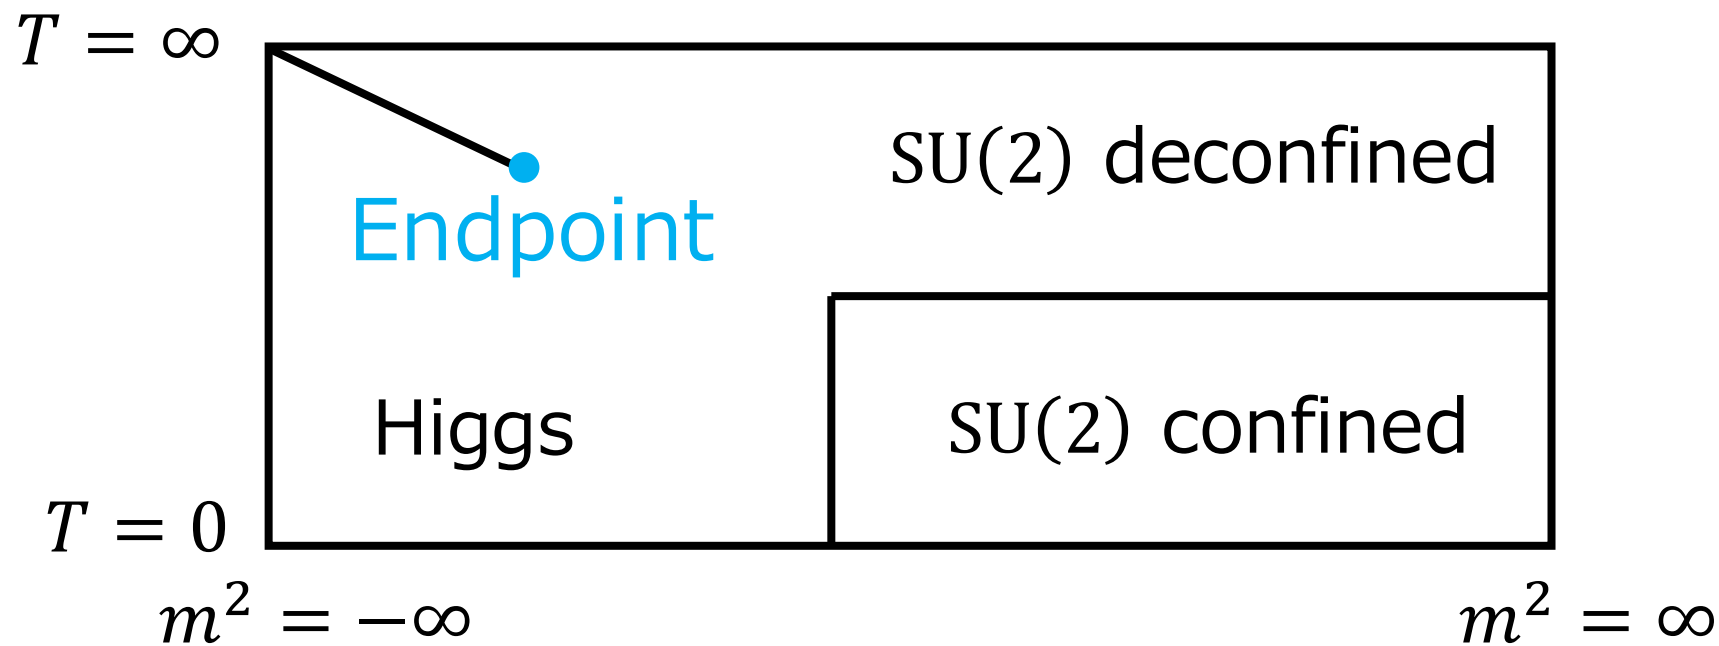 T = ∞
SU(2) deconfined
Endpoint
Higgs
SU(2) confined
T = 0
m² = −∞
m² = ∞